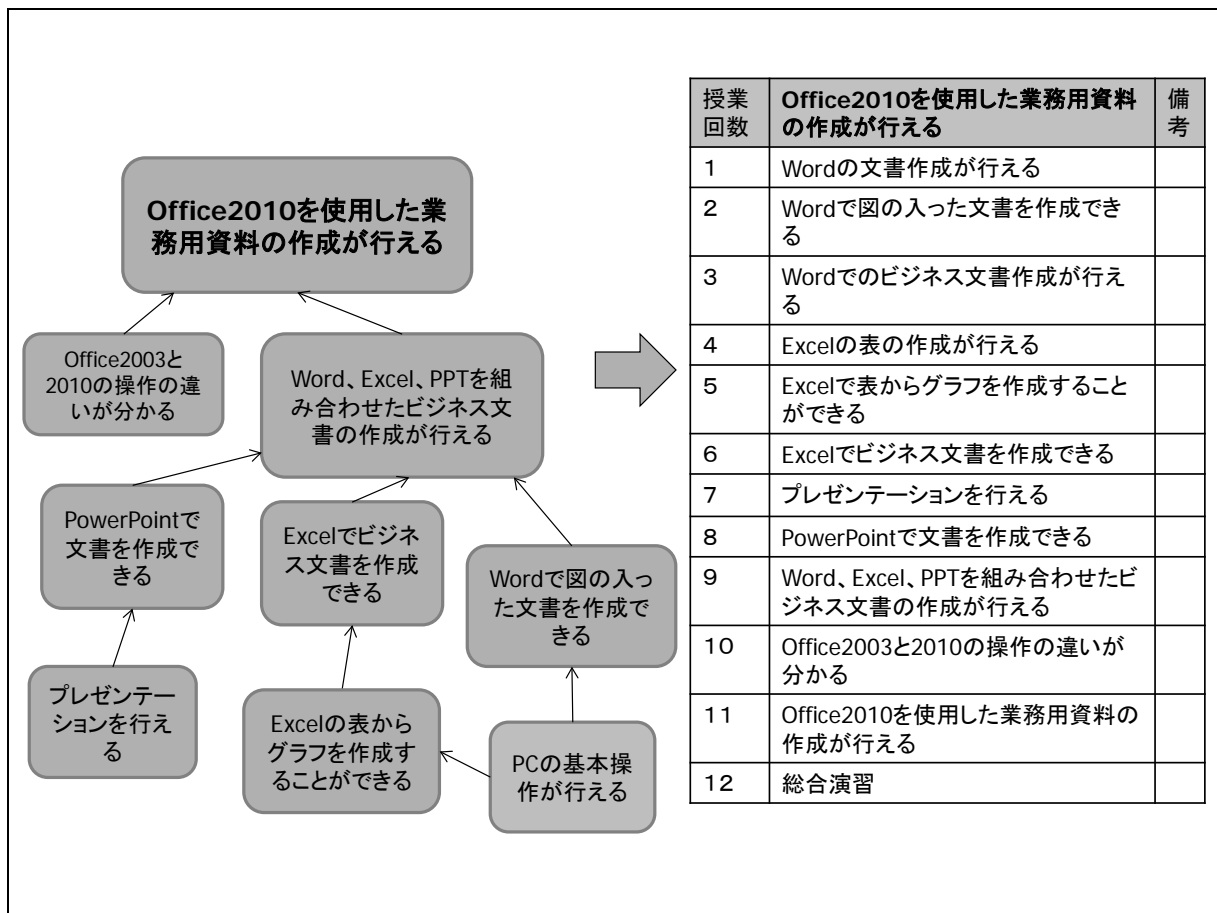 Office2010を使用した業
務用資料の作成が行える
Office2003と
2010の操作の違
いが分かる
Word、Excel、PPTを組
み合わせたビジネス文
書の作成が行える
PowerPointで
文書を作成で
きる
Excelでビジネ
ス文書を作成
できる
Wordで図の入っ
た文書を作成で
きる
プレゼンテー
ションを行え
る
Excelの表から
グラフを作成す
ることができる
PCの基本操
作が行える
授業
回数
Office2010を使用した業務用資料
の作成が行える
備
考
1
Wordの文書作成が行える
2
Wordで図の入った文書を作成でき
る
3
Wordでのビジネス文書作成が行え
る
4
Excelの表の作成が行える
5
Excelで表からグラフを作成すること
ができる
6
Excelでビジネス文書を作成できる
7
プレゼンテーションを行える
8
PowerPointで文書を作成できる
9
Word、Excel、PPTを組み合わせたビ
ジネス文書の作成が行える
10
Office2003と2010の操作の違いが
分かる
11
Office2010を使用した業務用資料の
作成が行える
12
総合演習